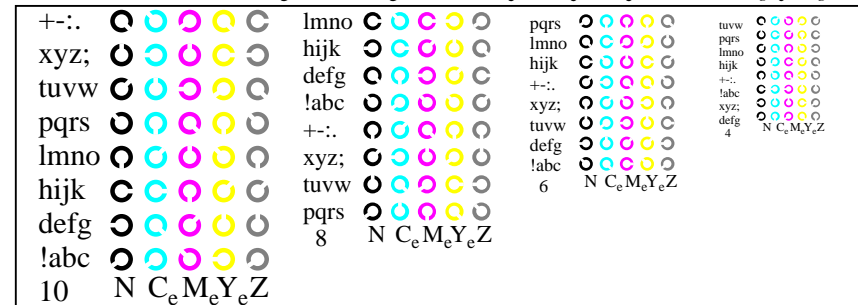 +-:.
xyz;
tuvw
pqrs
lmno
hijk
defg
!abc
10 N CeMeYeZ
lmno
hijk
defg
!abc
+-:.
xyz;
tuvw
pqrs
8 N CeMeYeZ
pqrs
lmno
hijk
+-:.
xyz;
tuvw
defg
!abc
6 N CeMeYeZ
tuvw
pqrs
lmno
hijk
+-:.
!abc
xyz;
defg
4 N CeMeYeZ